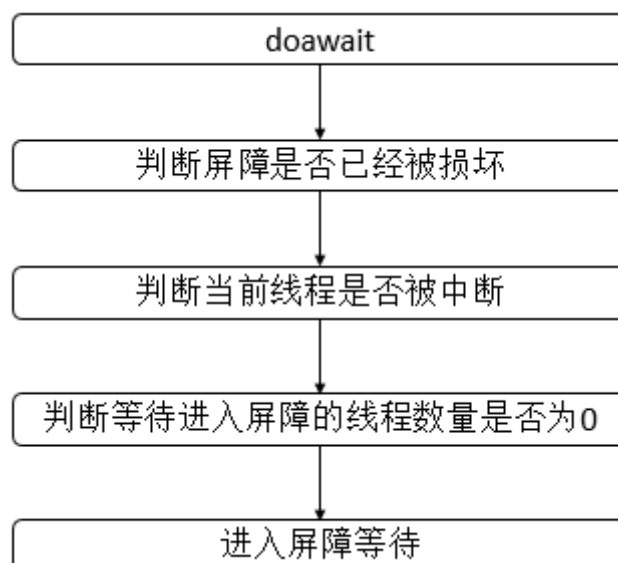 doawait
判断屏障是否已经被损坏
判断当前线程是否被中断
判断等待进入屏障的线程数量是否为0
进入屏障等待